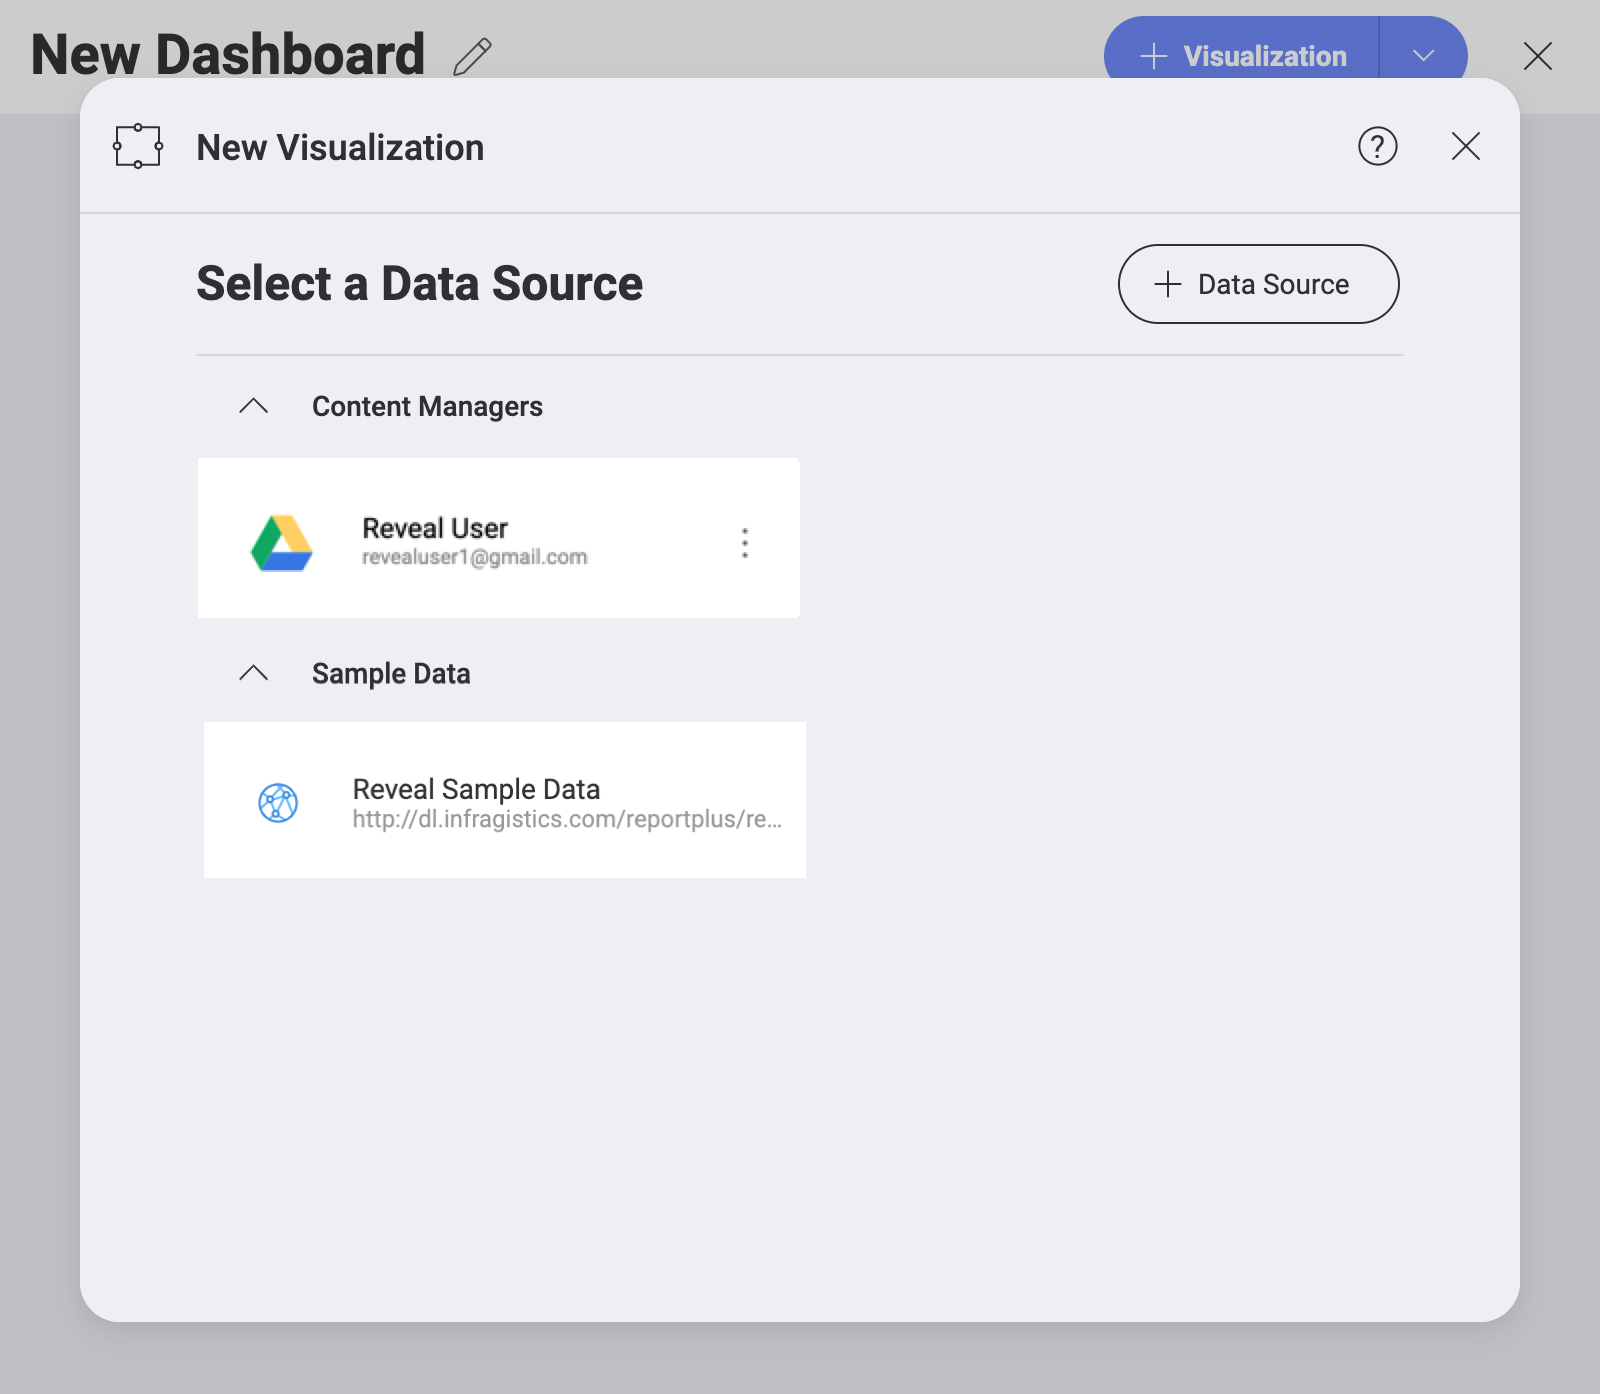 New Dashboard
Visualization
New Visualization
?
Select a Data Source
Data Source
Content Managers
Reveal User
revealuser1@gmail.com
Sample Data
Reveal Sample Data
http://dl.infragistics.com/reportplus/re...